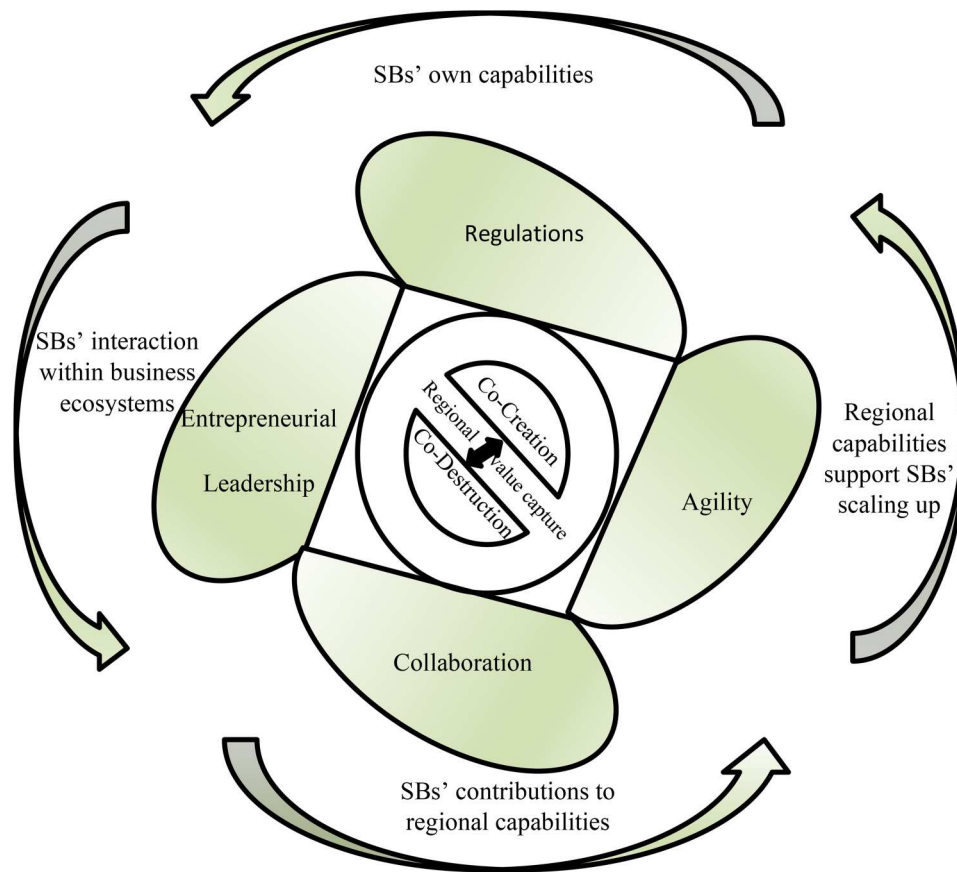 SBs’ own capabilities
Regulations
SBs’ interaction
within business
ecosystems
Entrepreneurial
Leadership
Co-Creation
Regional value capture
Co-Destruction
Agility
Regional
capabilities
support SBs’
scaling up
Collaboration
SBs’ contributions to
regional capabilities